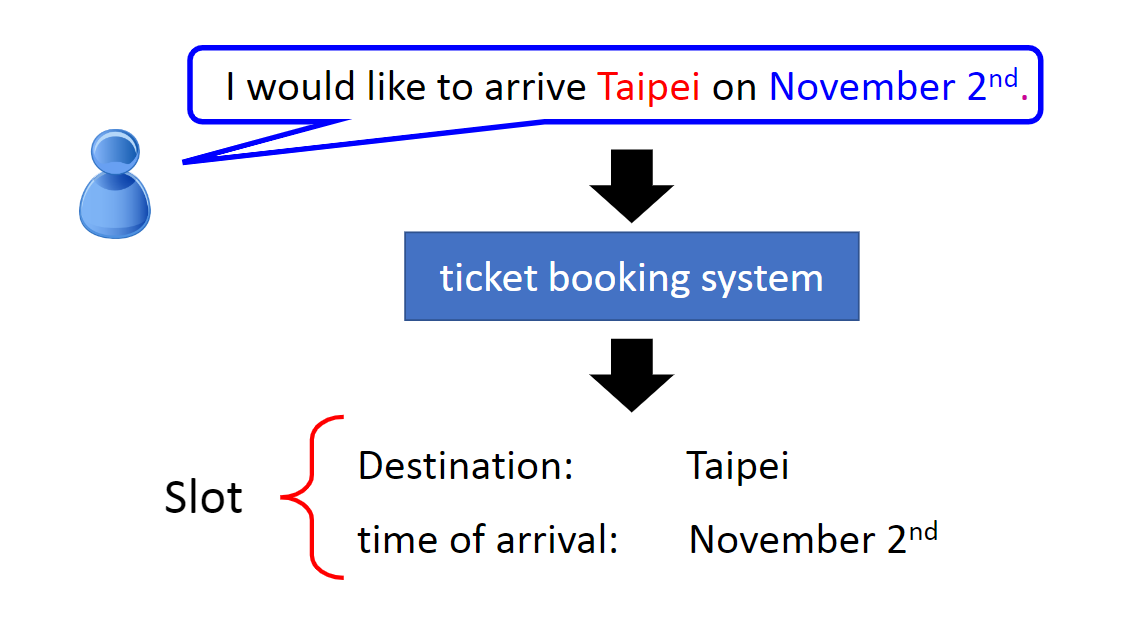 I would like to arrive Taipei on November 2nd.
ticket booking system
Slot
Destination: Taipei
time of arrival: November 2nd